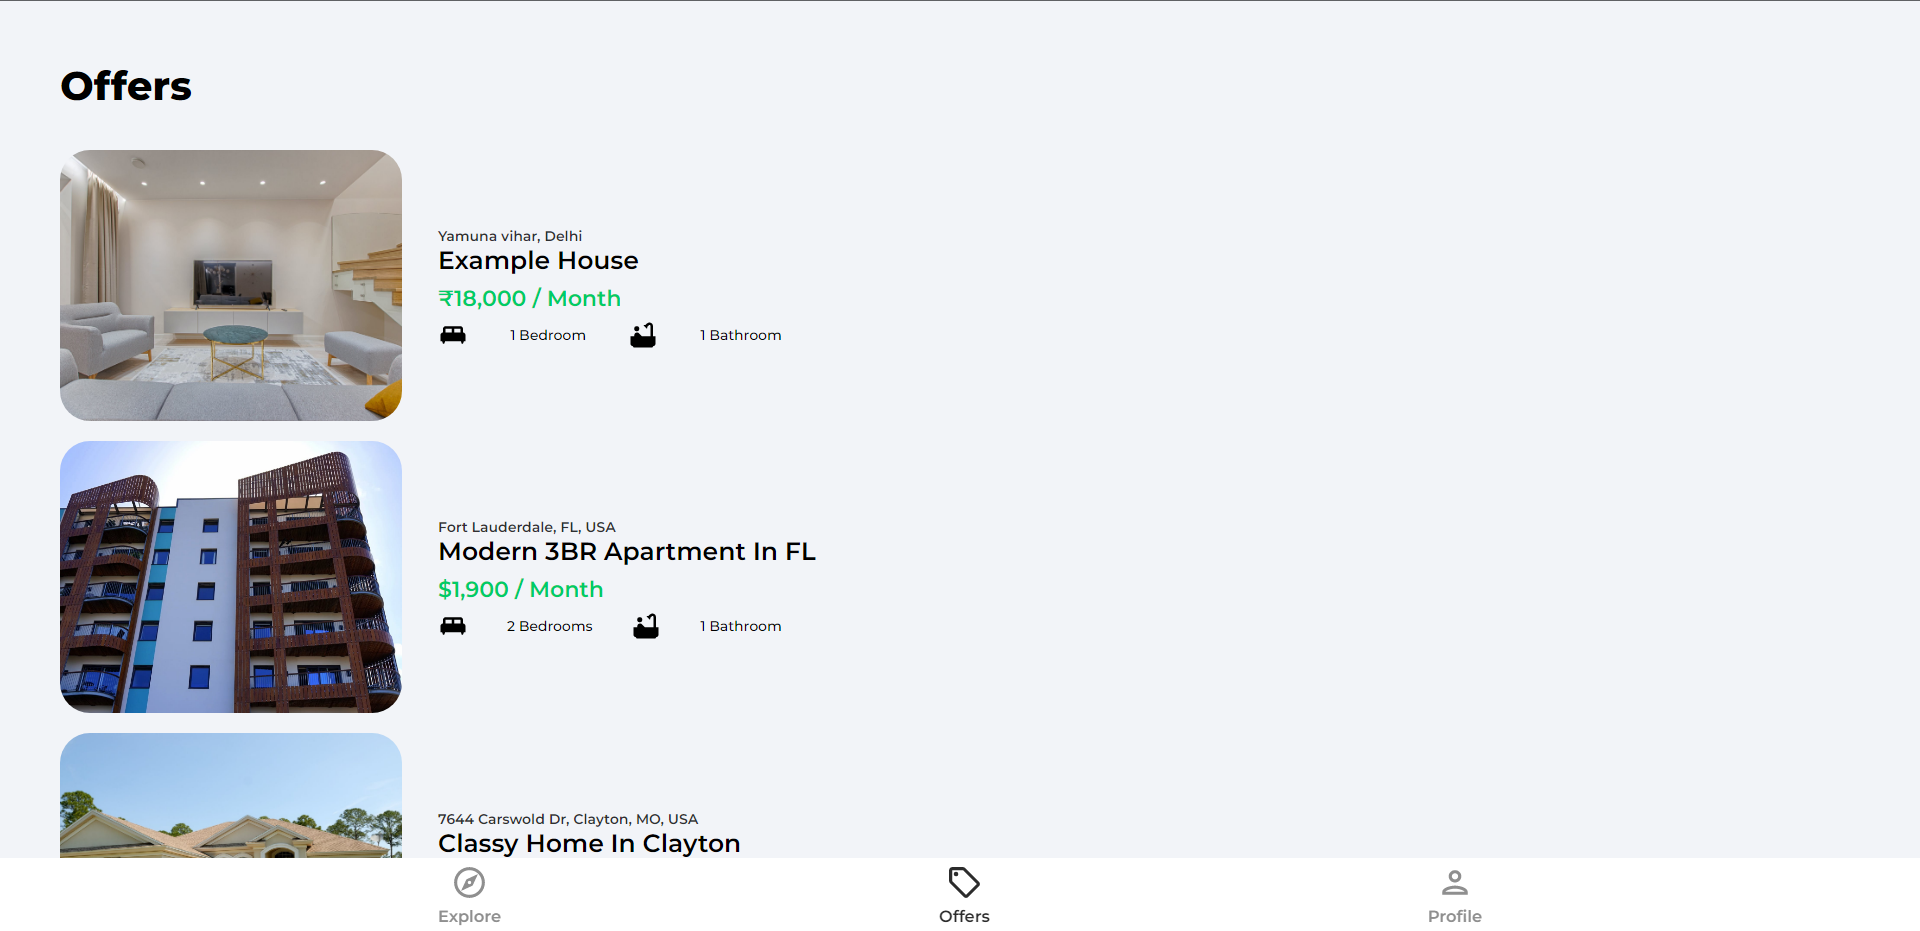 Offers
Yamuna vihar, Delhi
Example House
₹18,000 / Month
1 Bedroom 1 Bathroom
Fort Lauderdale, FL, USA
Modern 3BR Apartment In FL
$1,900 / Month
2 Bedrooms 1 Bathroom
7644 Carswold Dr, Clayton, MO, USA
Classy Home In Clayton
Explore Offers Profile